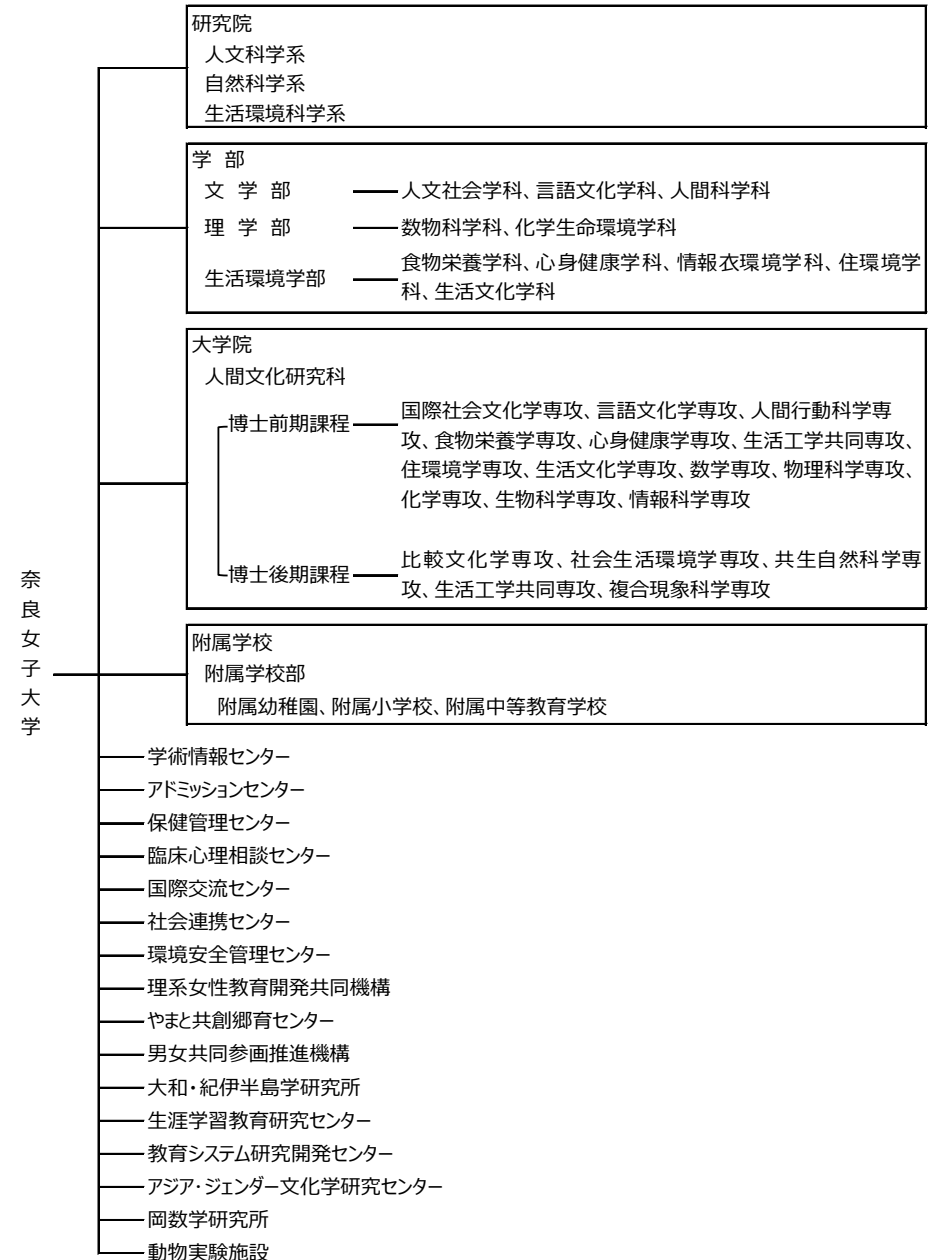 研究院
人文科学系
自然科学系
生活環境科学系
学 部
文 学 部 人文社会学科、言語文化学科、人間科学科
理 学 部 数物科学科、化学生命環境学科
生活環境学部 食物栄養学科、心身健康学科、情報衣環境学科、住環境学
科、生活文化学科
大学院
人間文化研究科
博士前期課程 国際社会文化学専攻、言語文化学専攻、人間行動科学専
攻、食物栄養学専攻、心身健康学専攻、生活工学共同専攻、
住環境学専攻、生活文化学専攻、数学専攻、物理科学専攻、
化学専攻、生物科学専攻、情報科学専攻
博士後期課程 比較文化学専攻、社会生活環境学専攻、共生自然科学専
攻、生活工学共同専攻、複合現象科学専攻
奈良女子大学
附属学校
附属学校部
附属幼稚園、附属小学校、附属中等教育学校
学術情報センター
アドミッションセンター
保健管理センター
臨床心理相談センター
国際交流センター
社会連携センター
環境安全管理センター
理系女性教育開発共同機構
やまと共創郷育センター
男女共同参画推進機構
大和・紀伊半島学研究所
生涯学習教育研究センター
教育システム研究開発センター
アジア・ジェンダー文化学研究センター
岡数学研究所
動物実験施設